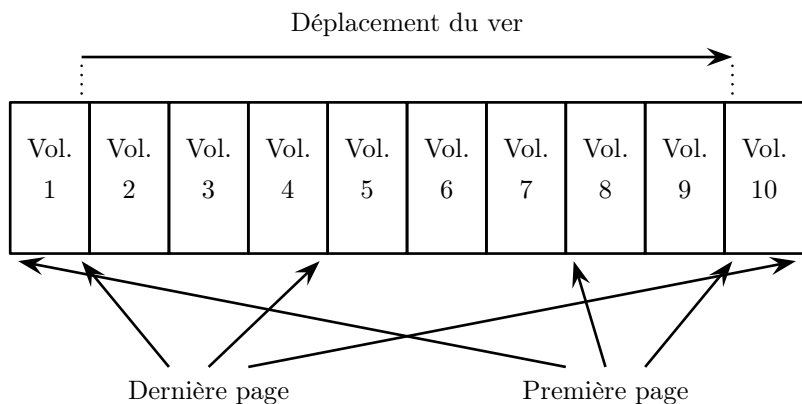 Déplacement du ver
Vol. Vol. Vol. Vol. Vol. Vol. Vol. Vol. Vol. Vol.
1 2 3 4 5 6 7 8 9 10
Dernière page Première page